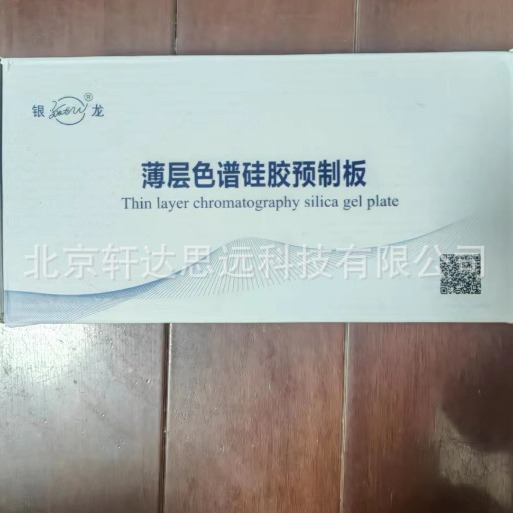 银 ® 龙
薄层色谱硅胶预制板
Thin layer chromatography silica gel plate
北京轩达思远科技有限公司